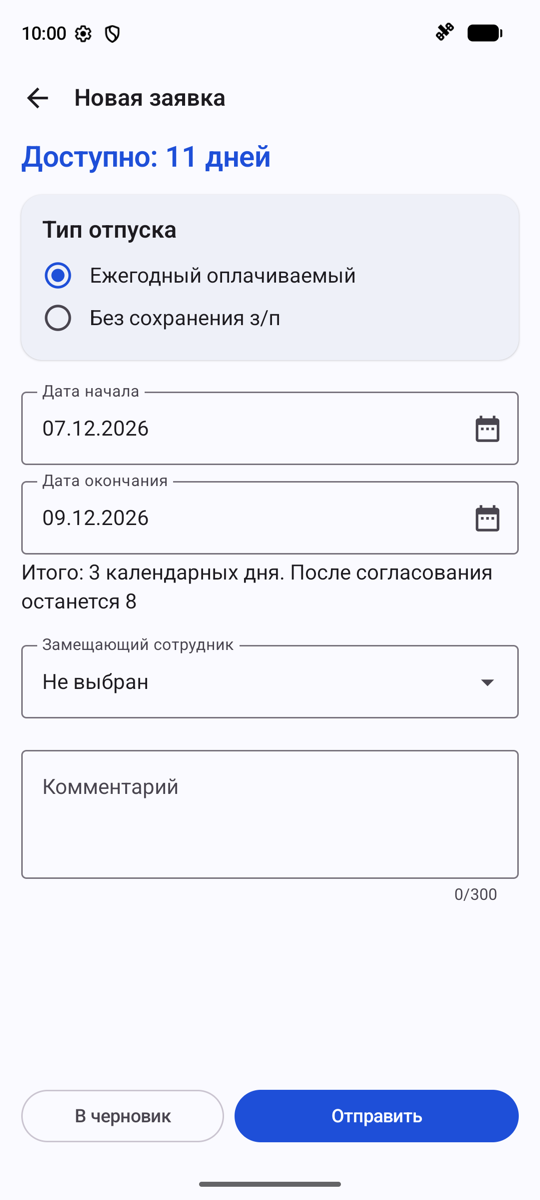 10:00
Новая заявка
Доступно: 11 дней
Тип отпуска
Ежегодный оплачиваемый
Без сохранения з/п
Дата начала
07.12.2026
Дата окончания
09.12.2026
Итого: 3 календарных дня. После согласования
останется 8
Замещающий сотрудник
Не выбран
Комментарий
0/300
В черновик
Отправить